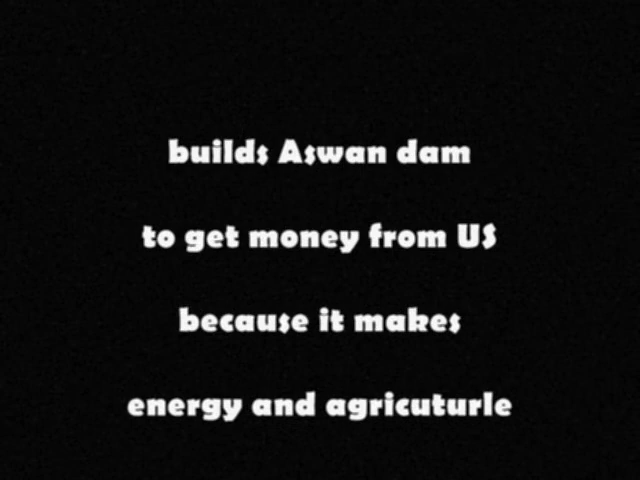 builds Aswan dam
to get money from US
because it makes
energy and agricuturle